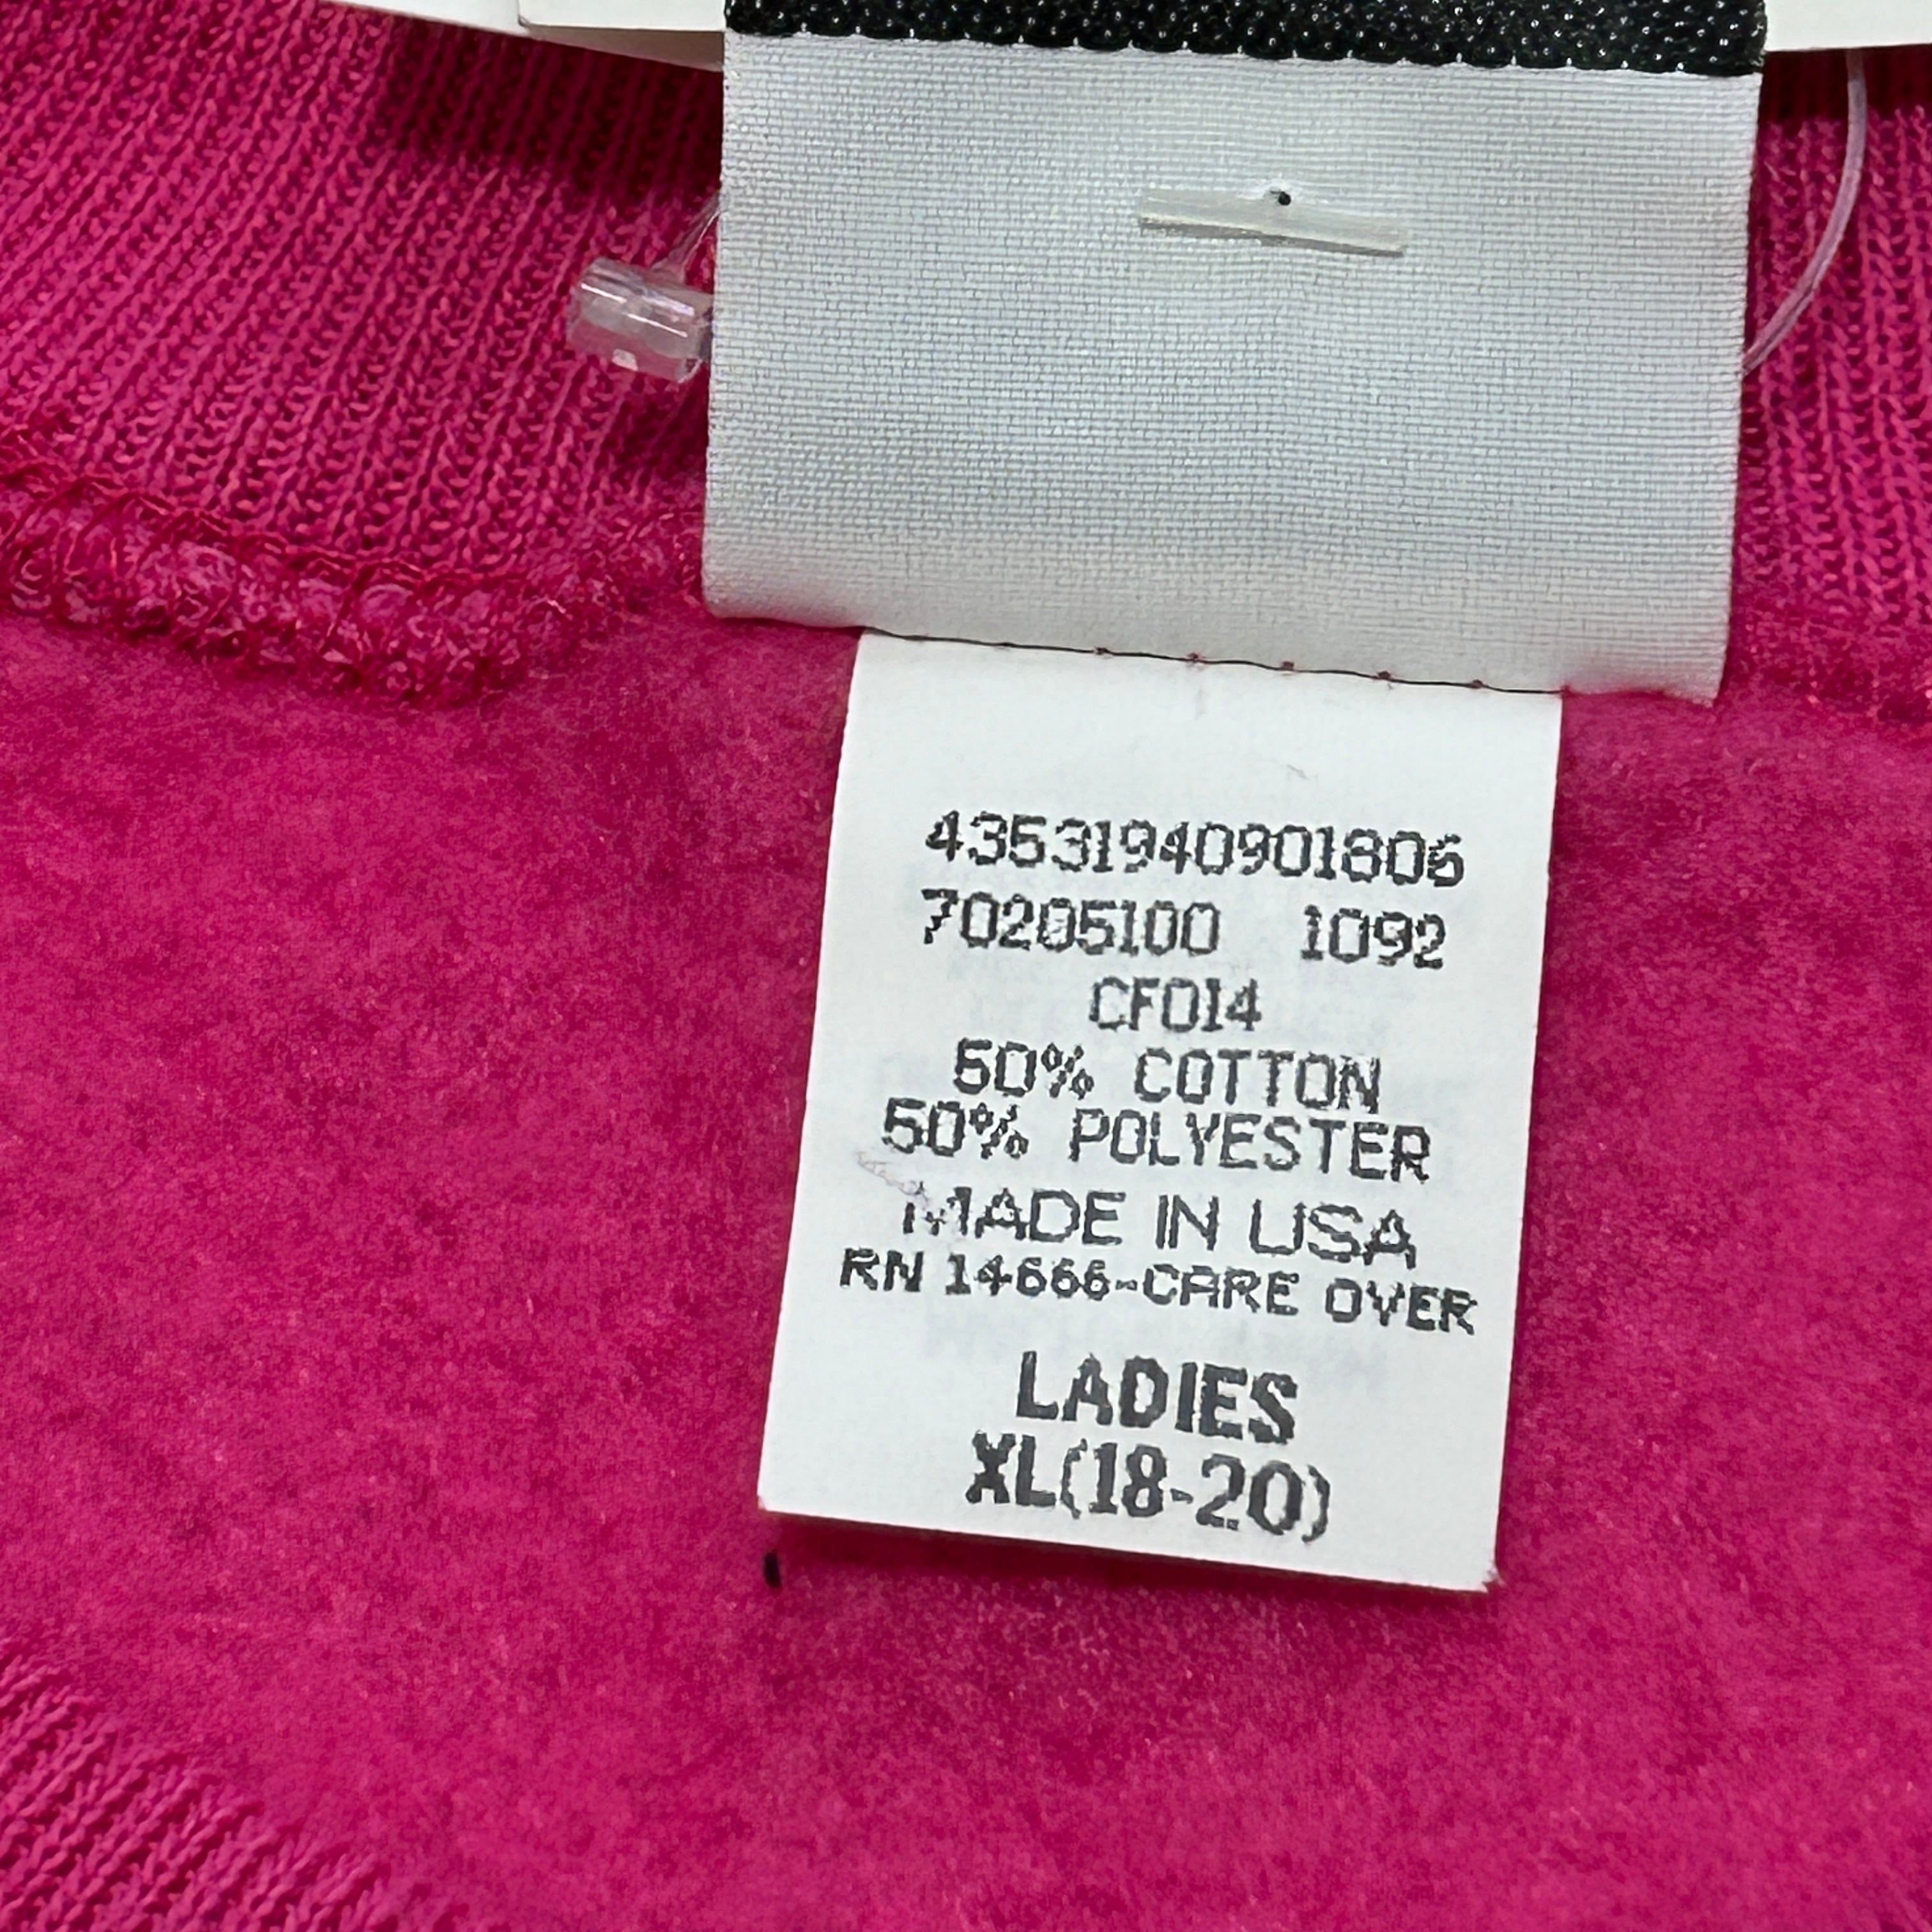 43531940901806
70205100 1092
CF014
50% COTTON
50% POLYESTER
MADE IN USA
RN 14666-CARE OVER
LADIES
XL(18-20)